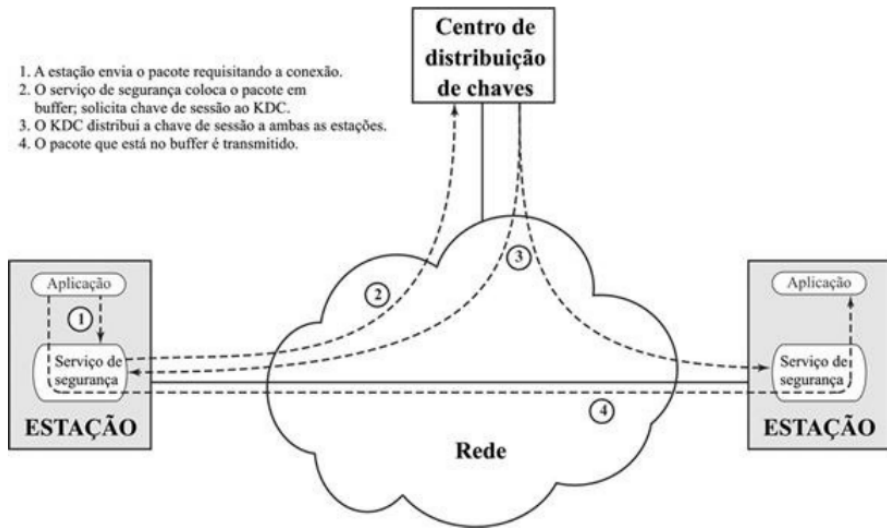 Centro de
distribuição
de chaves
1. A estação envia o pacote requisitando a conexão.
2. O serviço de segurança coloca o pacote em
buffer; solicita chave de sessão ao KDC.
3. O KDC distribui a chave de sessão a ambas as estações.
4. O pacote que está no buffer é transmitido.
3
2
Aplicação
1
Serviço de
segurança
ESTAÇÃO
Aplicação
Serviço de
segurança
ESTAÇÃO
4
Rede